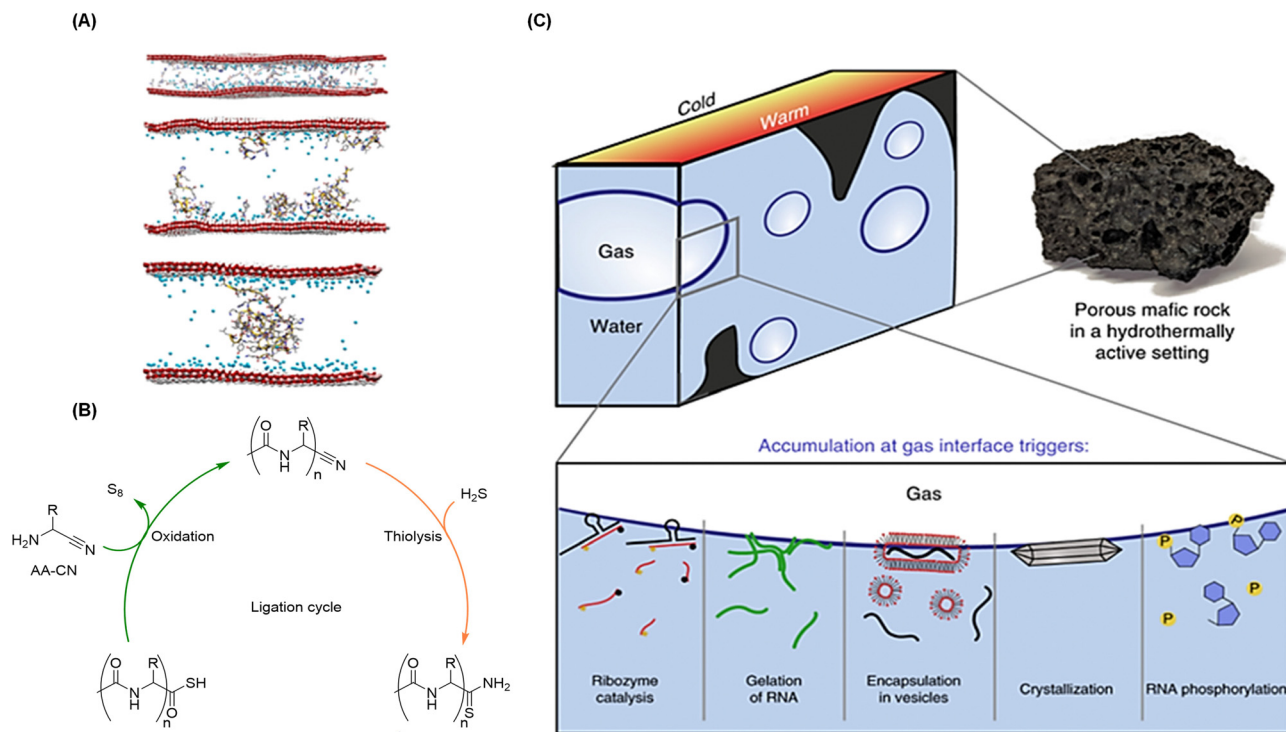 (A)
(B)
S8
H2N
R
N
AA-CN
Oxidation
O
R
N
H
n
N
H2S
Thiolysis
Ligation cycle
O
R
SH
N
H
O
n
O
R
NH2
N
H
S
n
(C)
Cold
Warm
Gas
Water
Porous mafic rock
in a hydrothermally
active setting
Accumulation at gas interface triggers:
Gas
P
P
P
P
Ribozyme
catalysis
Gelation
of RNA
Encapsulation
in vesicles
Crystallization
RNA phosphorylation